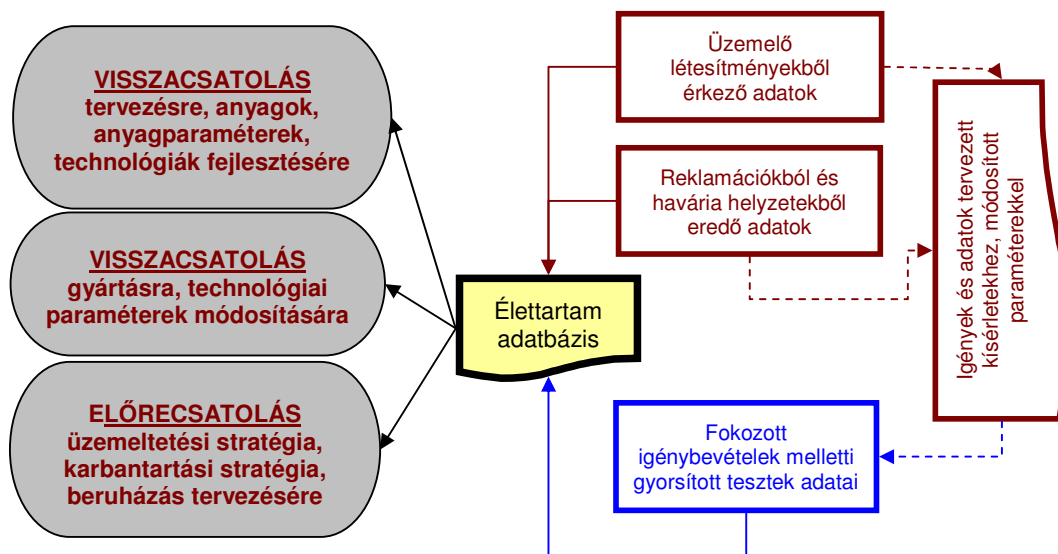 VISSZACSATOLÁS
tervezésre, anyagok,
anyagparaméterek,
technológiák fejlesztésére
VISSZACSATOLÁS
gyártásra, technológiai
paraméterek módosítására
ELŐRECSATOLÁS
üzemeltetési stratégia,
karbantartási stratégia,
beruházás tervezésére
Élettartam
adatbázis
Üzemelő
létesítményekből
érkező adatok
Reklamációkból és
havária helyzetekből
eredő adatok
Igények és adatok tervezett
kísérletekhez, módosított
paraméterekkel
Fokozott
igénybevételek melletti
gyorsított tesztek adatai